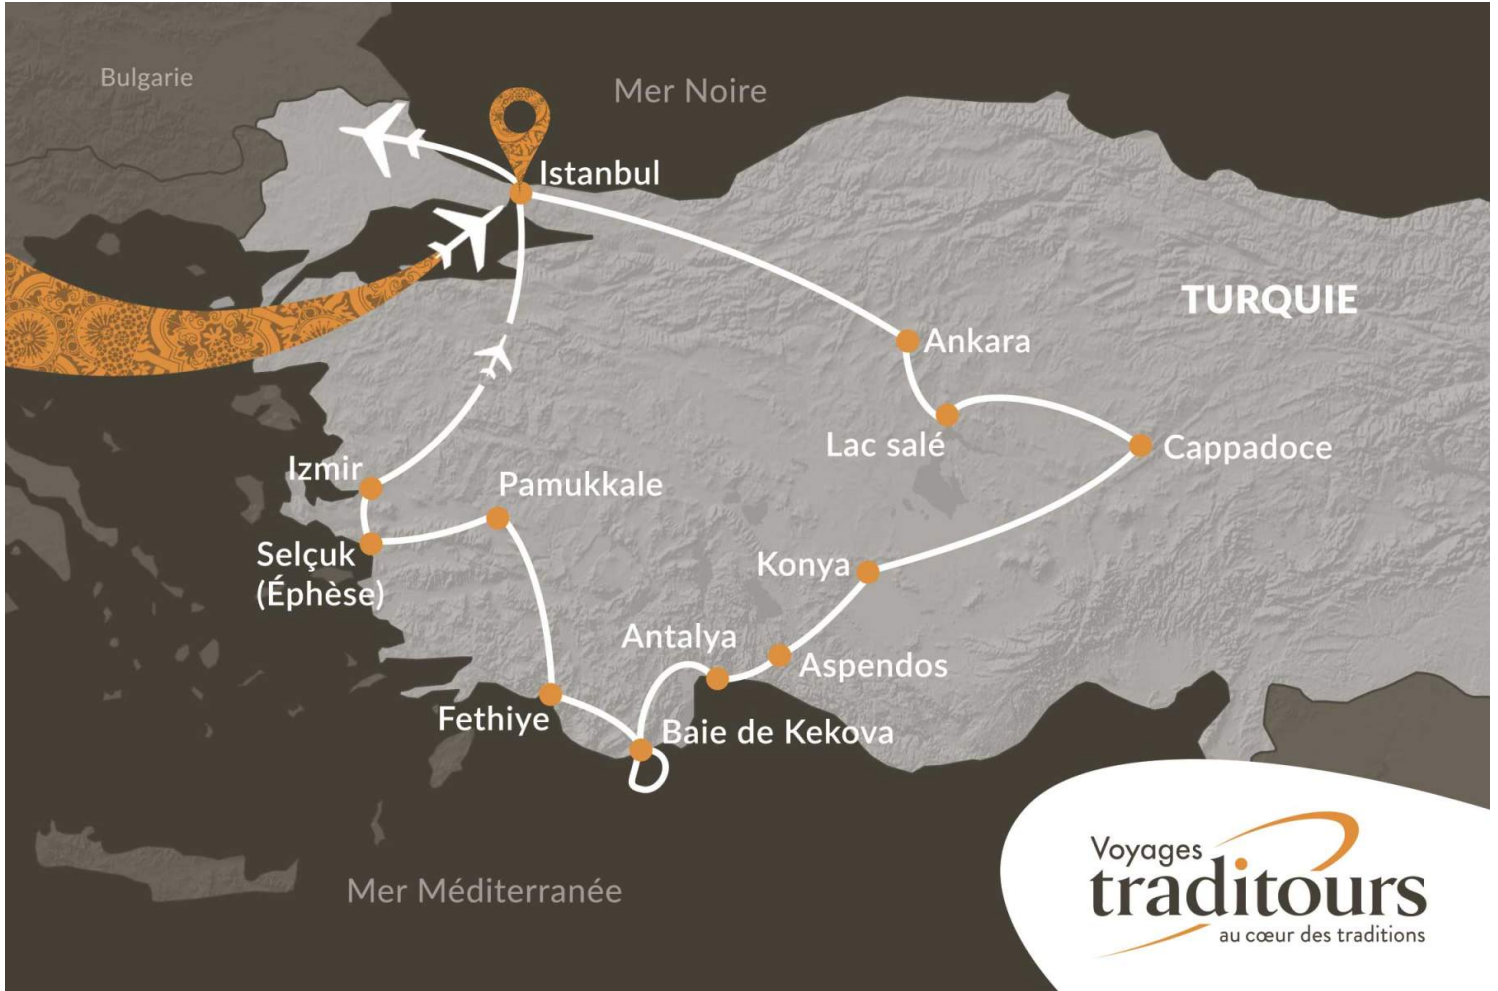 Bulgarie
Mer Noire
Istanbul
TURQUIE
Ankara
Lac salé
Cappadoce
Izmir
Pamukkale
Selçuk
(Éphèse)
Konya
Antalya
Aspendos
Fethiye
Baie de Kekova
Mer Méditerranée
Voyages
traditours
au cœur des traditions